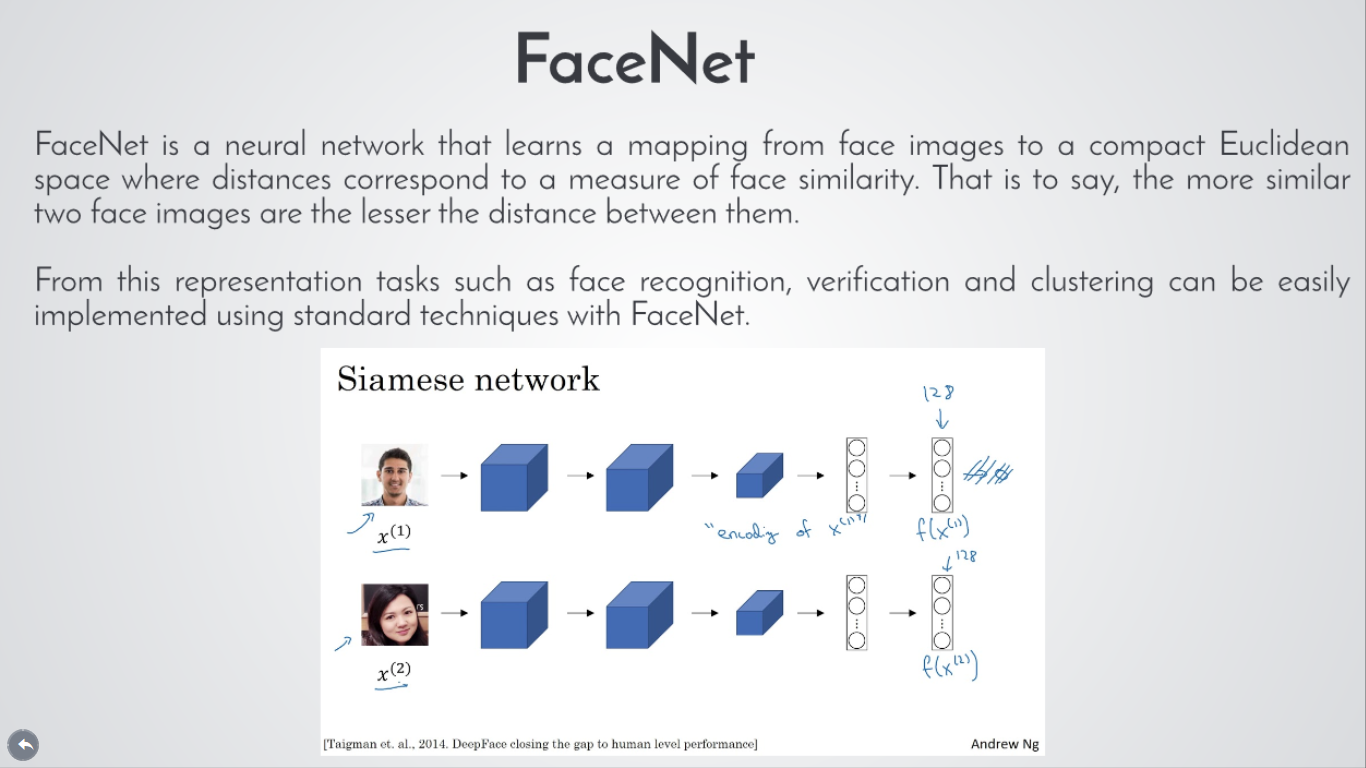 FaceNet
FaceNet is a neural network that learns a mapping from face images to a compact Euclidean
space where distances correspond to a measure of face similarity. That is to say, the more similar
two face images are the lesser the distance between them.
From this representation tasks such as face recognition, verification and clustering can be easily
implemented using standard techniques with FaceNet.
Siamese network
128
x⁽¹⁾
"encoding of x⁽¹⁾"
f(x⁽¹⁾)
128
x⁽²⁾
f(x⁽²⁾)
[Taigman et. al., 2014. DeepFace closing the gap to human level performance]
Andrew Ng